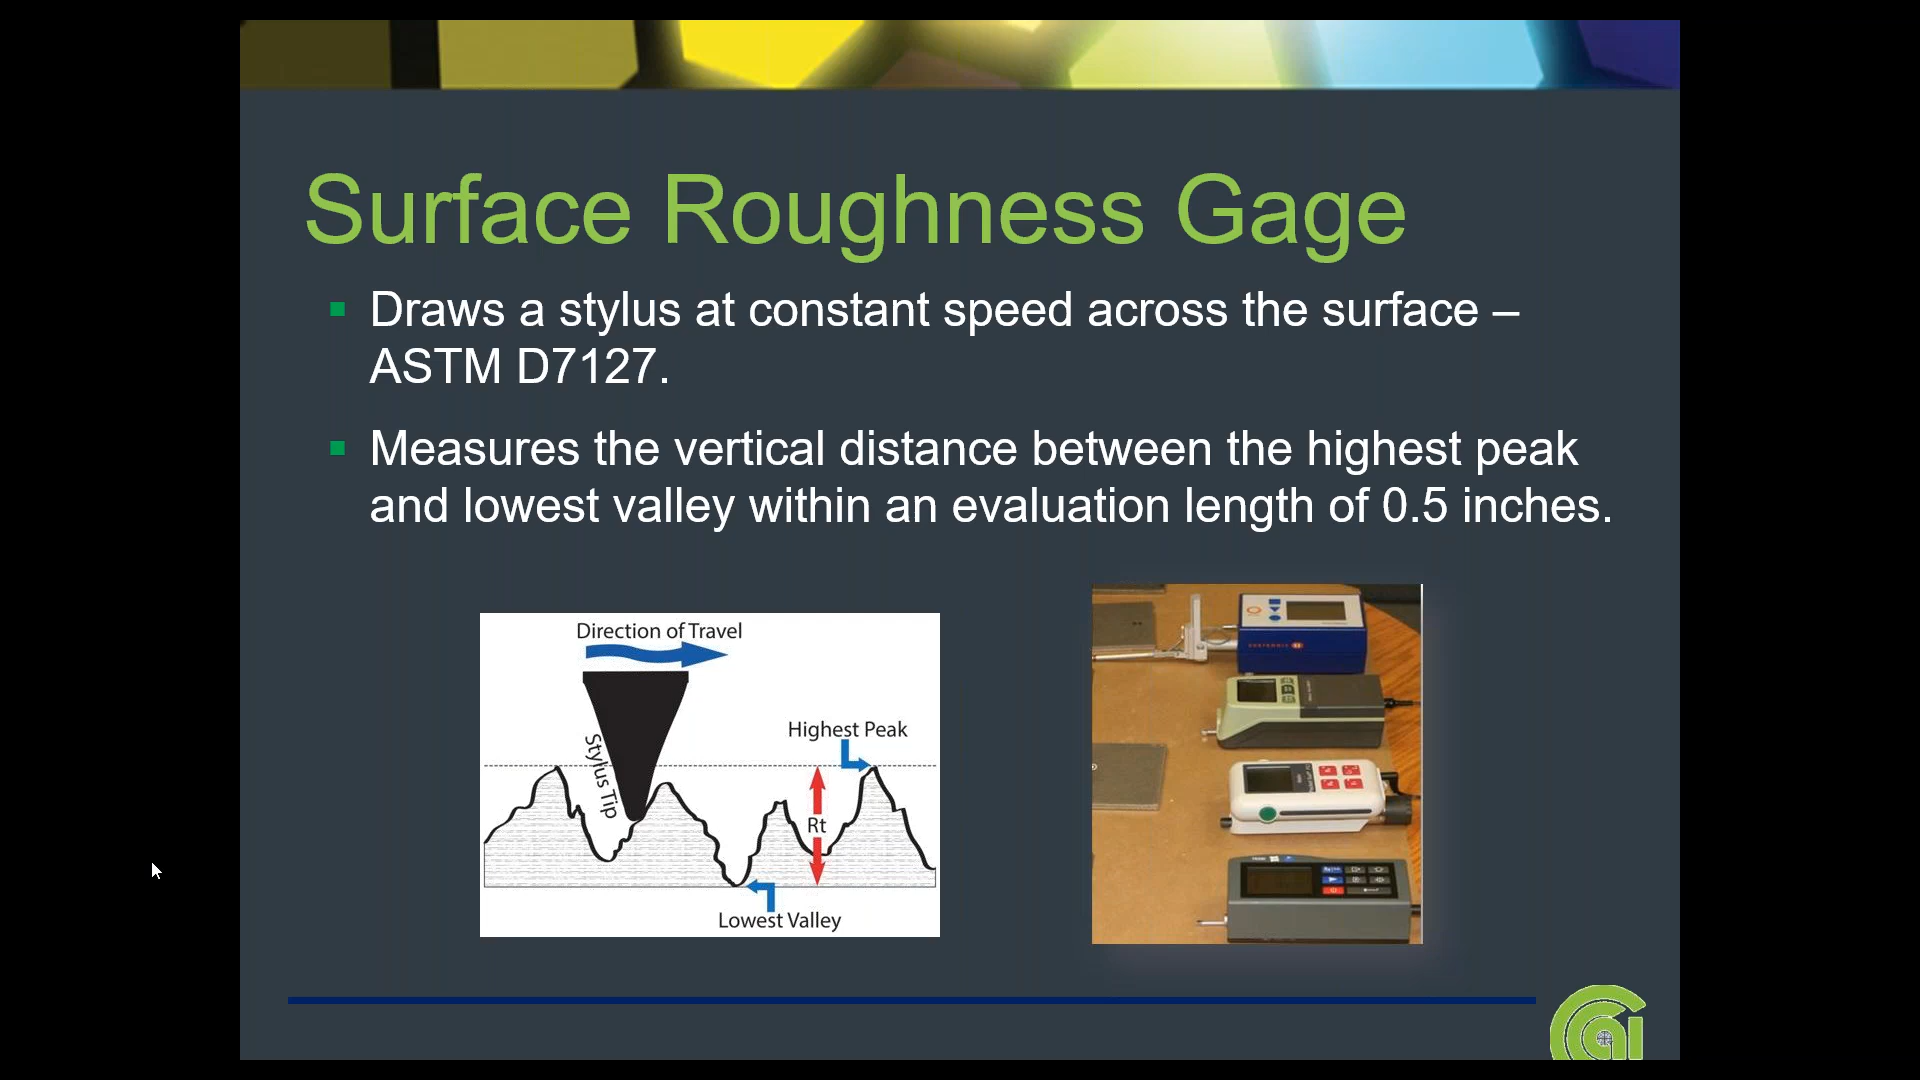 Surface Roughness Gage
Draws a stylus at constant speed across the surface –
ASTM D7127.
Measures the vertical distance between the highest peak
and lowest valley within an evaluation length of 0.5 inches.
Direction of Travel
Stylus Tip
Highest Peak
Rt
Lowest Valley